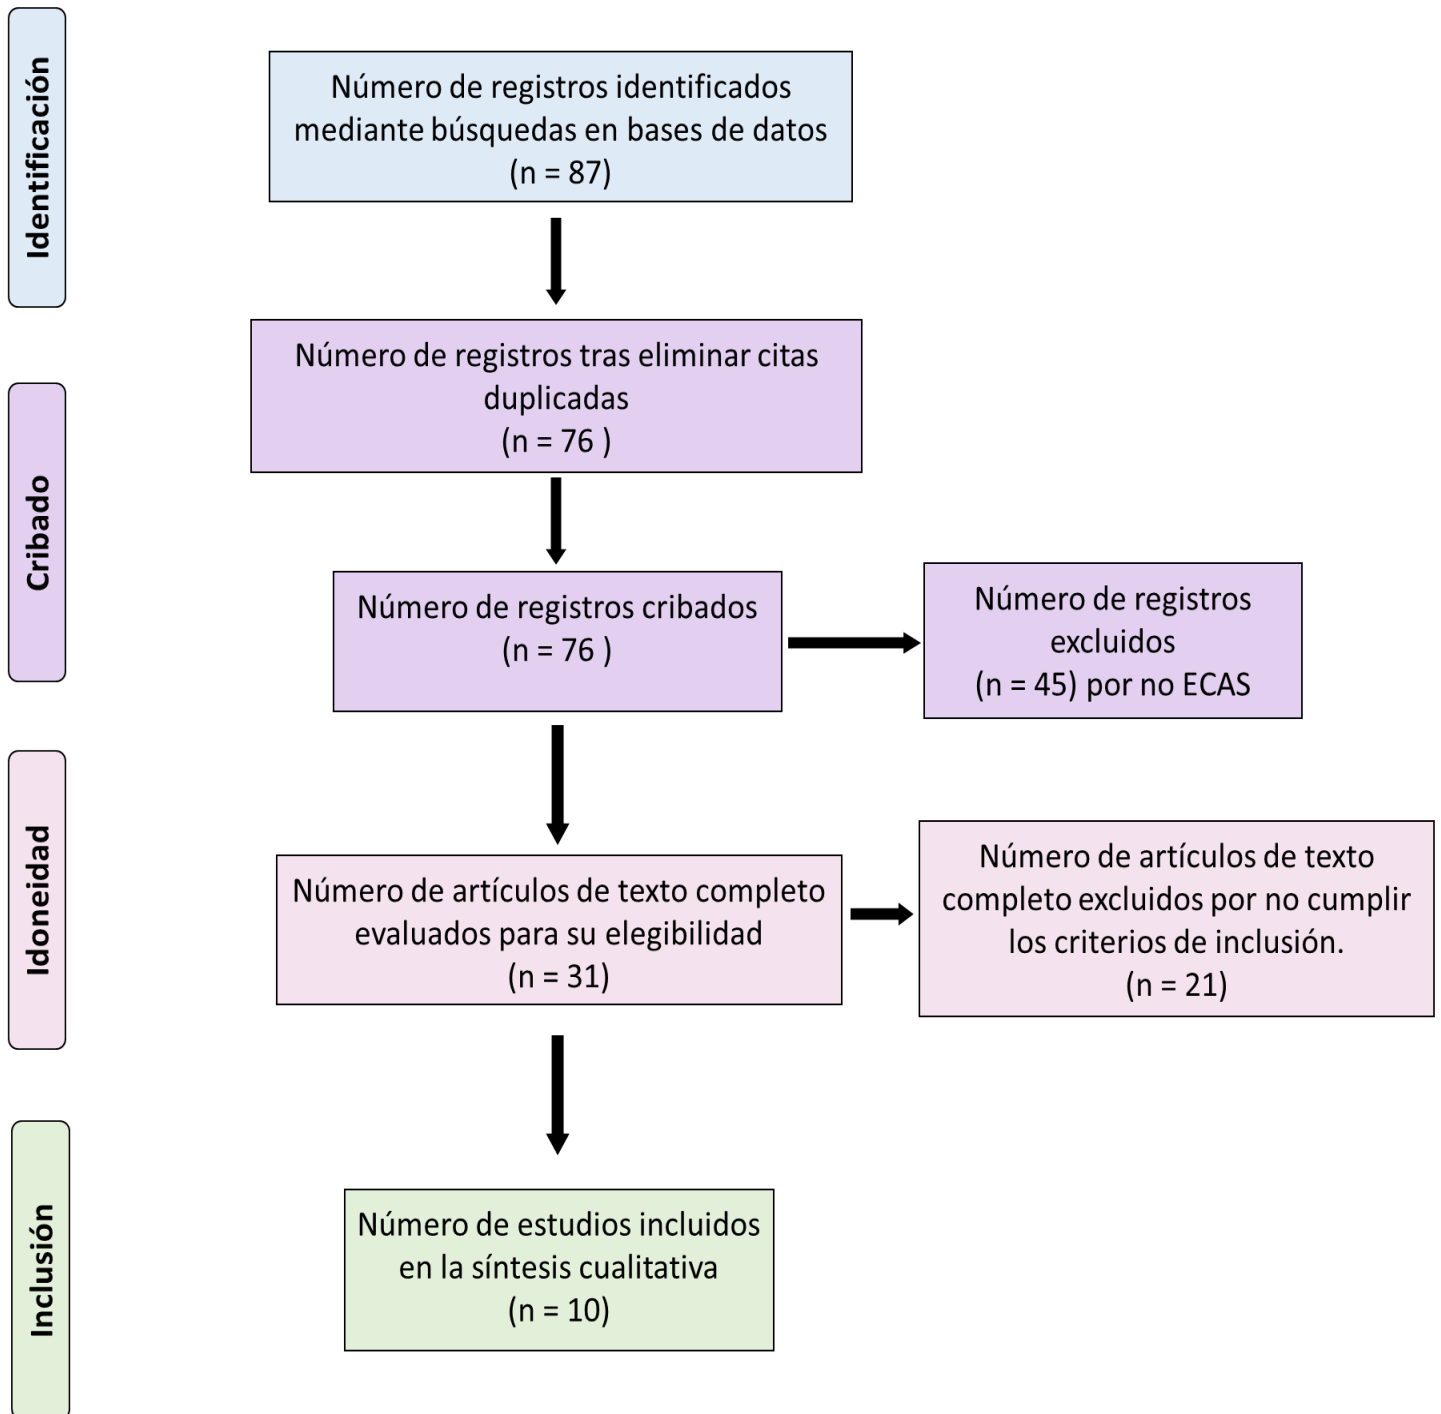 Identificación
Número de registros identificados
mediante búsquedas en bases de datos
(n = 87)
Número de registros tras eliminar citas
duplicadas
(n = 76 )
Cribado
Número de registros cribados
(n = 76 )
Número de registros
excluidos
(n = 45) por no ECAS
Idoneidad
Número de artículos de texto completo
evaluados para su elegibilidad
(n = 31)
Número de artículos de texto
completo excluidos por no cumplir
los criterios de inclusión.
(n = 21)
Inclusión
Número de estudios incluidos
en la síntesis cualitativa
(n = 10)